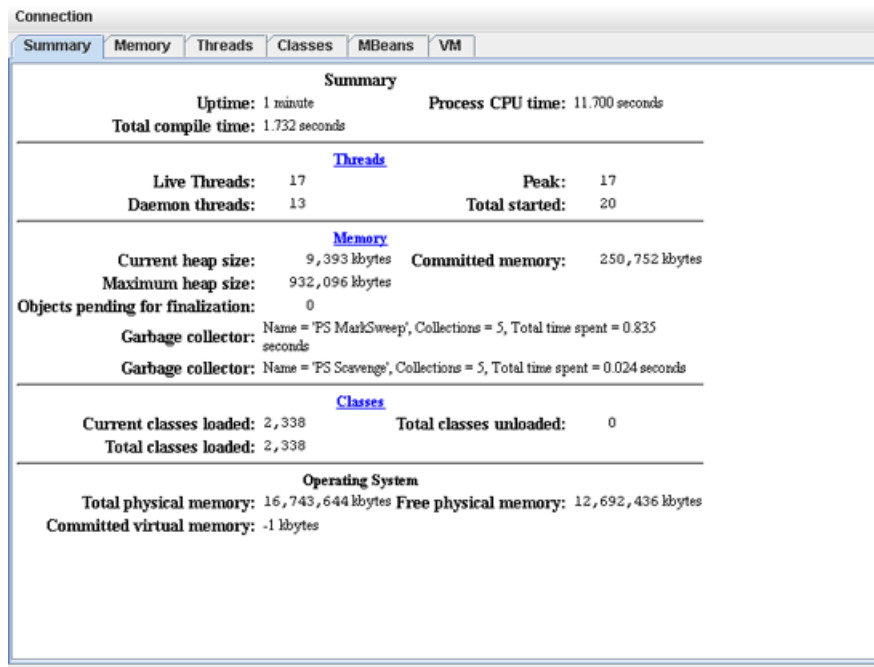 Connection
Summary Memory Threads Classes MBeans VM
Summary
Uptime: 1 minute Process CPU time: 11.700 seconds
Total compile time: 1.732 seconds
Threads
Live Threads: 17 Peak: 17
Daemon threads: 13 Total started: 20
Memory
Current heap size: 9,393 kbytes Committed memory: 250,752 kbytes
Maximum heap size: 932,096 kbytes
Objects pending for finalization: 0
Garbage collector: Name = 'PS MarkSweep', Collections = 5, Total time spent = 0.835
seconds
Garbage collector: Name = 'PS Scavenge', Collections = 5, Total time spent = 0.024 seconds
Classes
Current classes loaded: 2,338 Total classes unloaded: 0
Total classes loaded: 2,338
Operating System
Total physical memory: 16,743,644 kbytes Free physical memory: 12,692,436 kbytes
Committed virtual memory: -1 kbytes